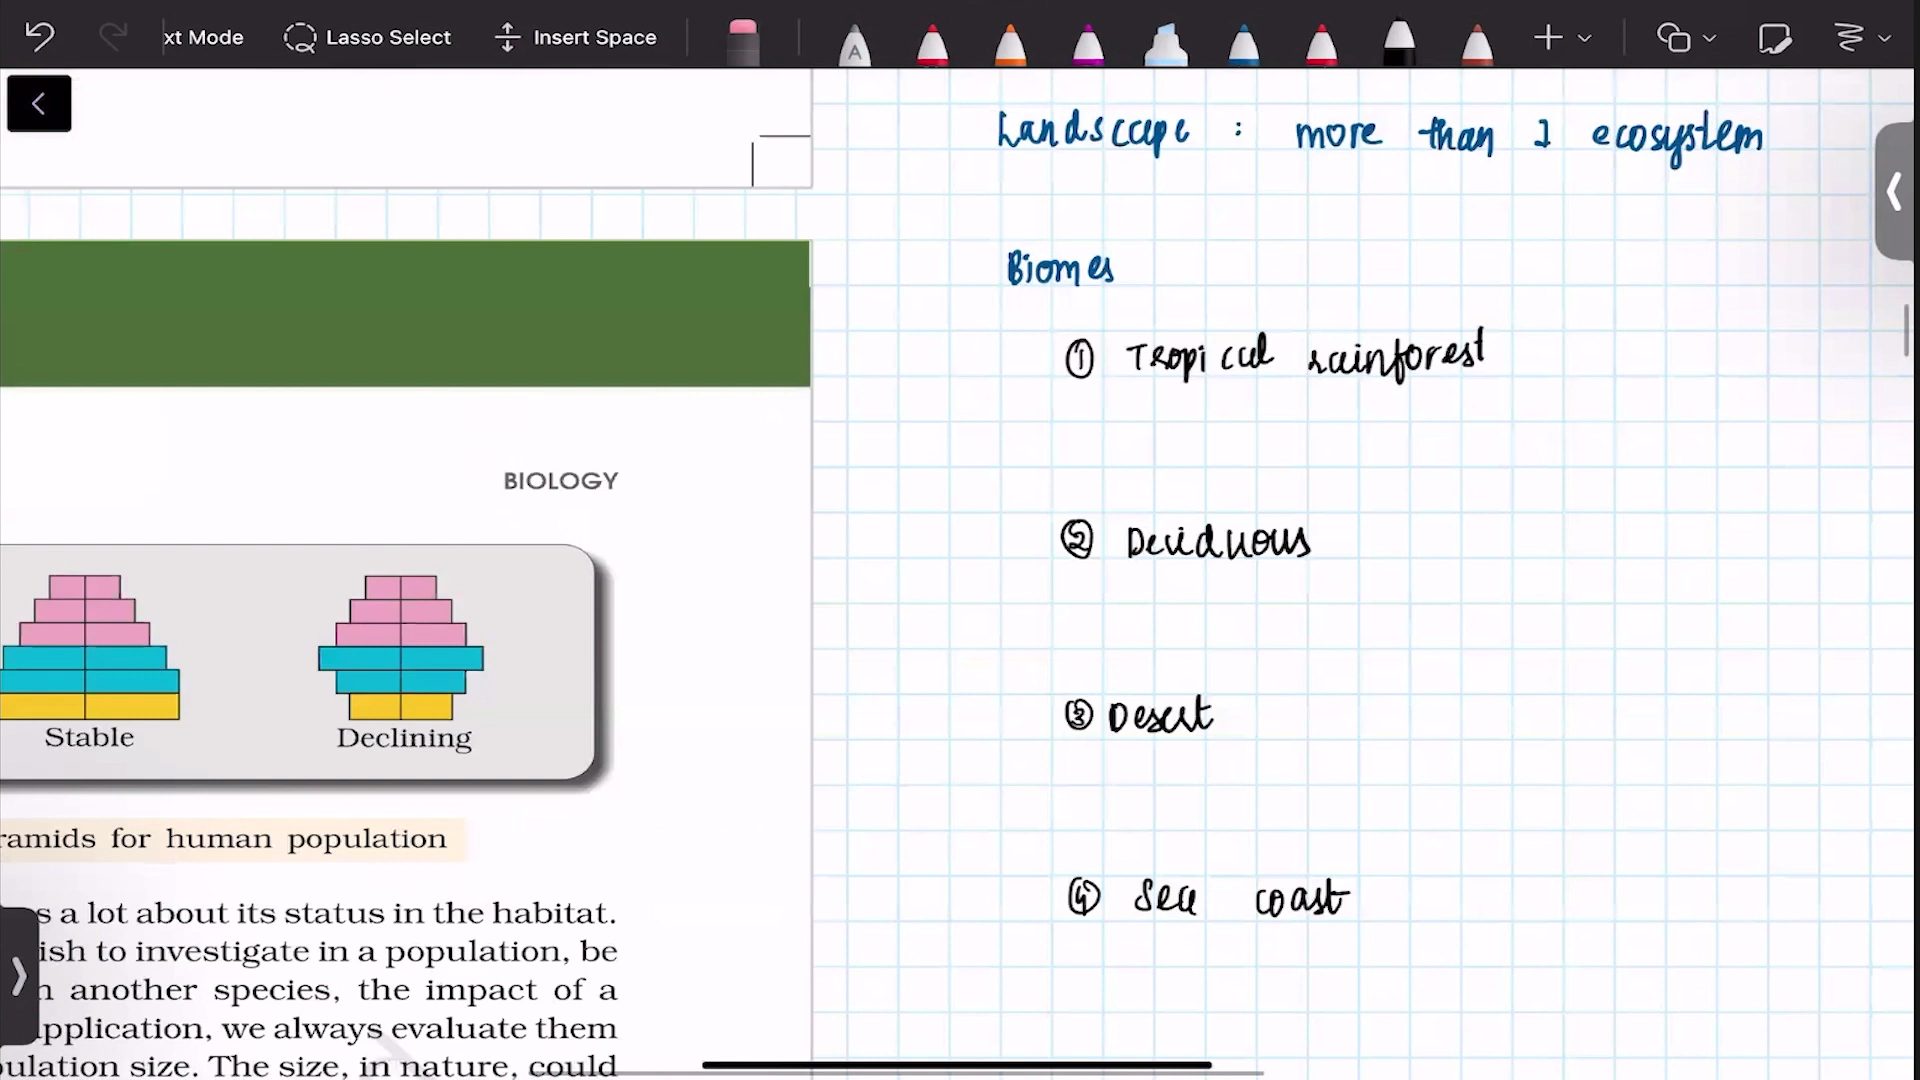 xt Mode
Lasso Select
Insert Space
A
Landscape : more than 1 ecosystem
Biomes
① Tropical rainforest
② Deciduous
③ Desert
④ Sea coast
BIOLOGY
Stable
Declining
ramids for human population
s a lot about its status in the habitat.
ish to investigate in a population, be
n another species, the impact of a
pplication, we always evaluate them
pulation size. The size, in nature, could